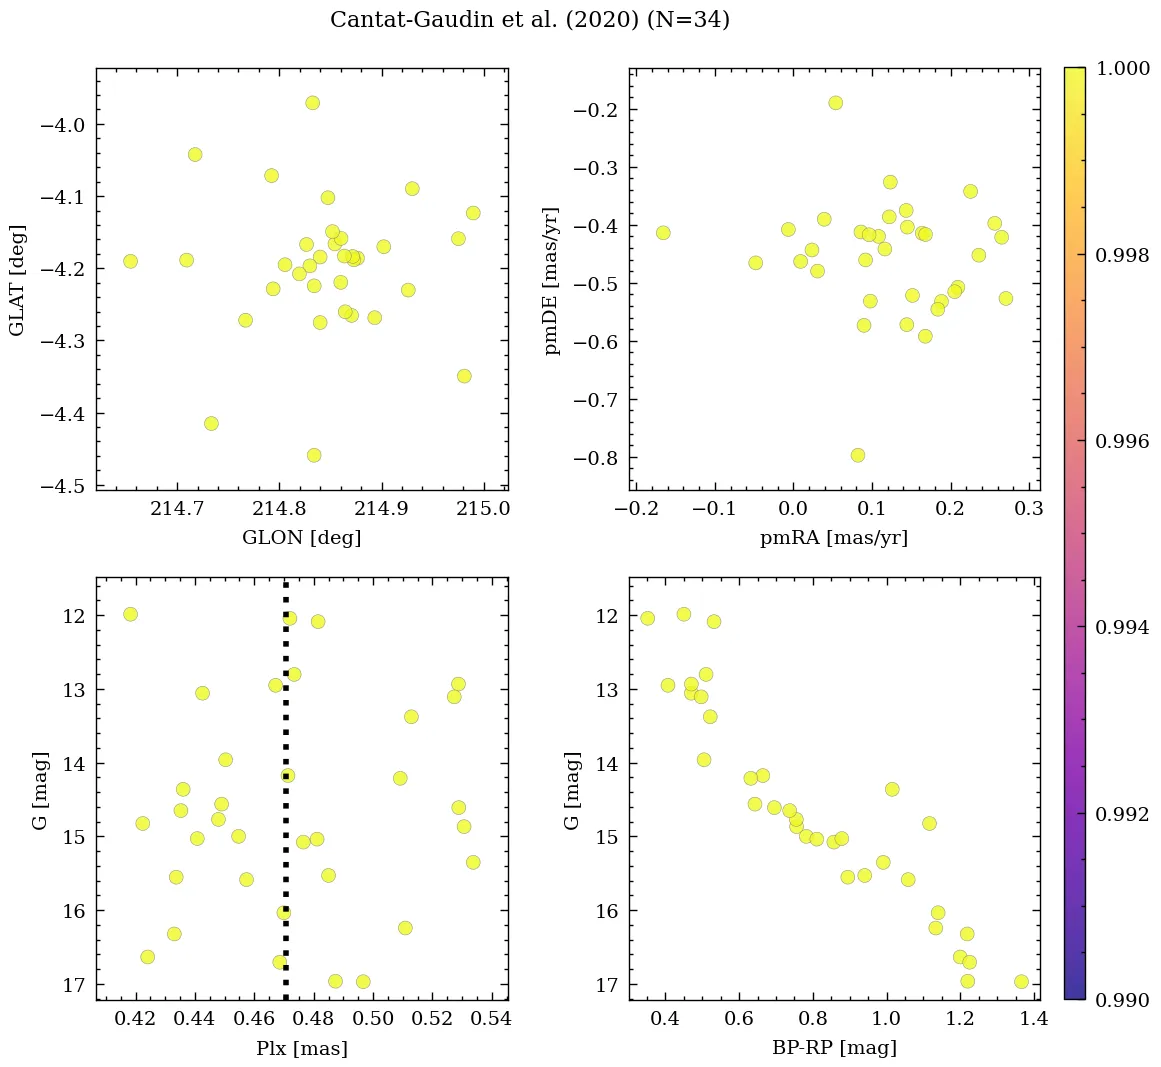 Cantat-Gaudin et al. (2020) (N=34)
−4.0
−4.1
−4.2
−4.3
−4.4
−4.5
GLAT [deg]
214.7 214.8 214.9 215.0
GLON [deg]
−0.2
−0.3
−0.4
−0.5
−0.6
−0.7
−0.8
pmDE [mas/yr]
−0.2 −0.1 0.0 0.1 0.2 0.3
pmRA [mas/yr]
12
13
14
15
16
17
G [mag]
0.42 0.44 0.46 0.48 0.50 0.52 0.54
Plx [mas]
12
13
14
15
16
17
G [mag]
0.4 0.6 0.8 1.0 1.2 1.4
BP-RP [mag]
1.000
0.998
0.996
0.994
0.992
0.990